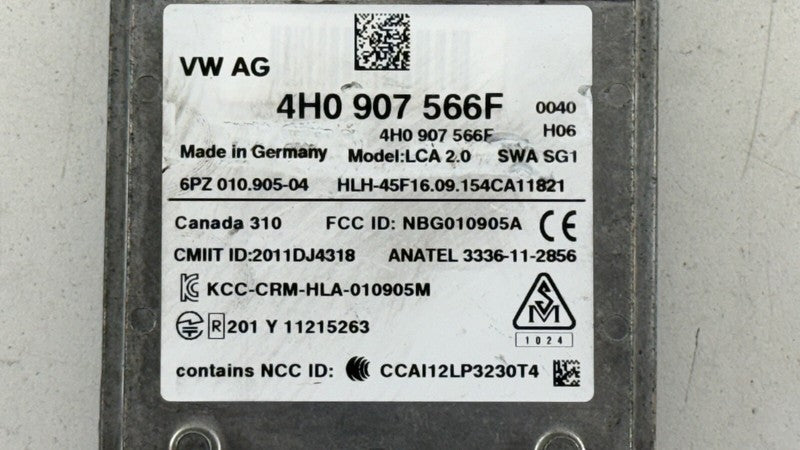 VW AG
4H0 907 566F 0040
4H0 907 566F H06
Made in Germany Model:LCA 2.0 SWA SG1
6PZ 010.905-04 HLH-45F16.09.154CA11821
Canada 310 FCC ID: NBG010905A CE
CMIIT ID:2011DJ4318 ANATEL 3336-11-2856
KCC-CRM-HLA-010905M
R 201 Y 11215263
SM
1024
contains NCC ID: CCAI12LP3230T4